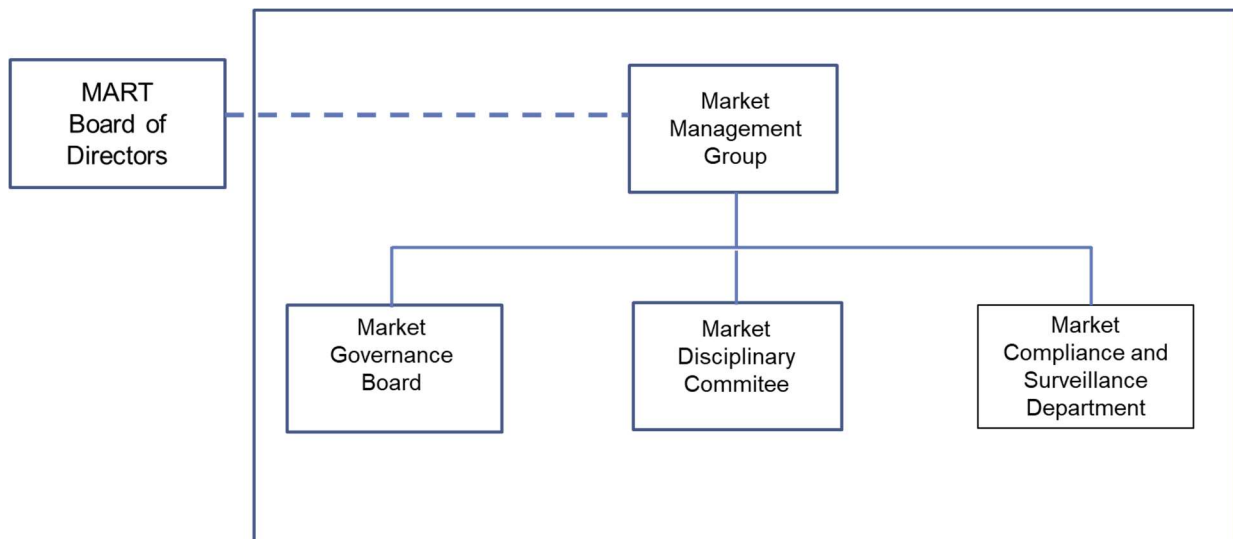 MART
Board of
Directors
Market
Management
Group
Market
Governance
Board
Market
Disciplinary
Commitee
Market
Compliance and
Surveillance
Department